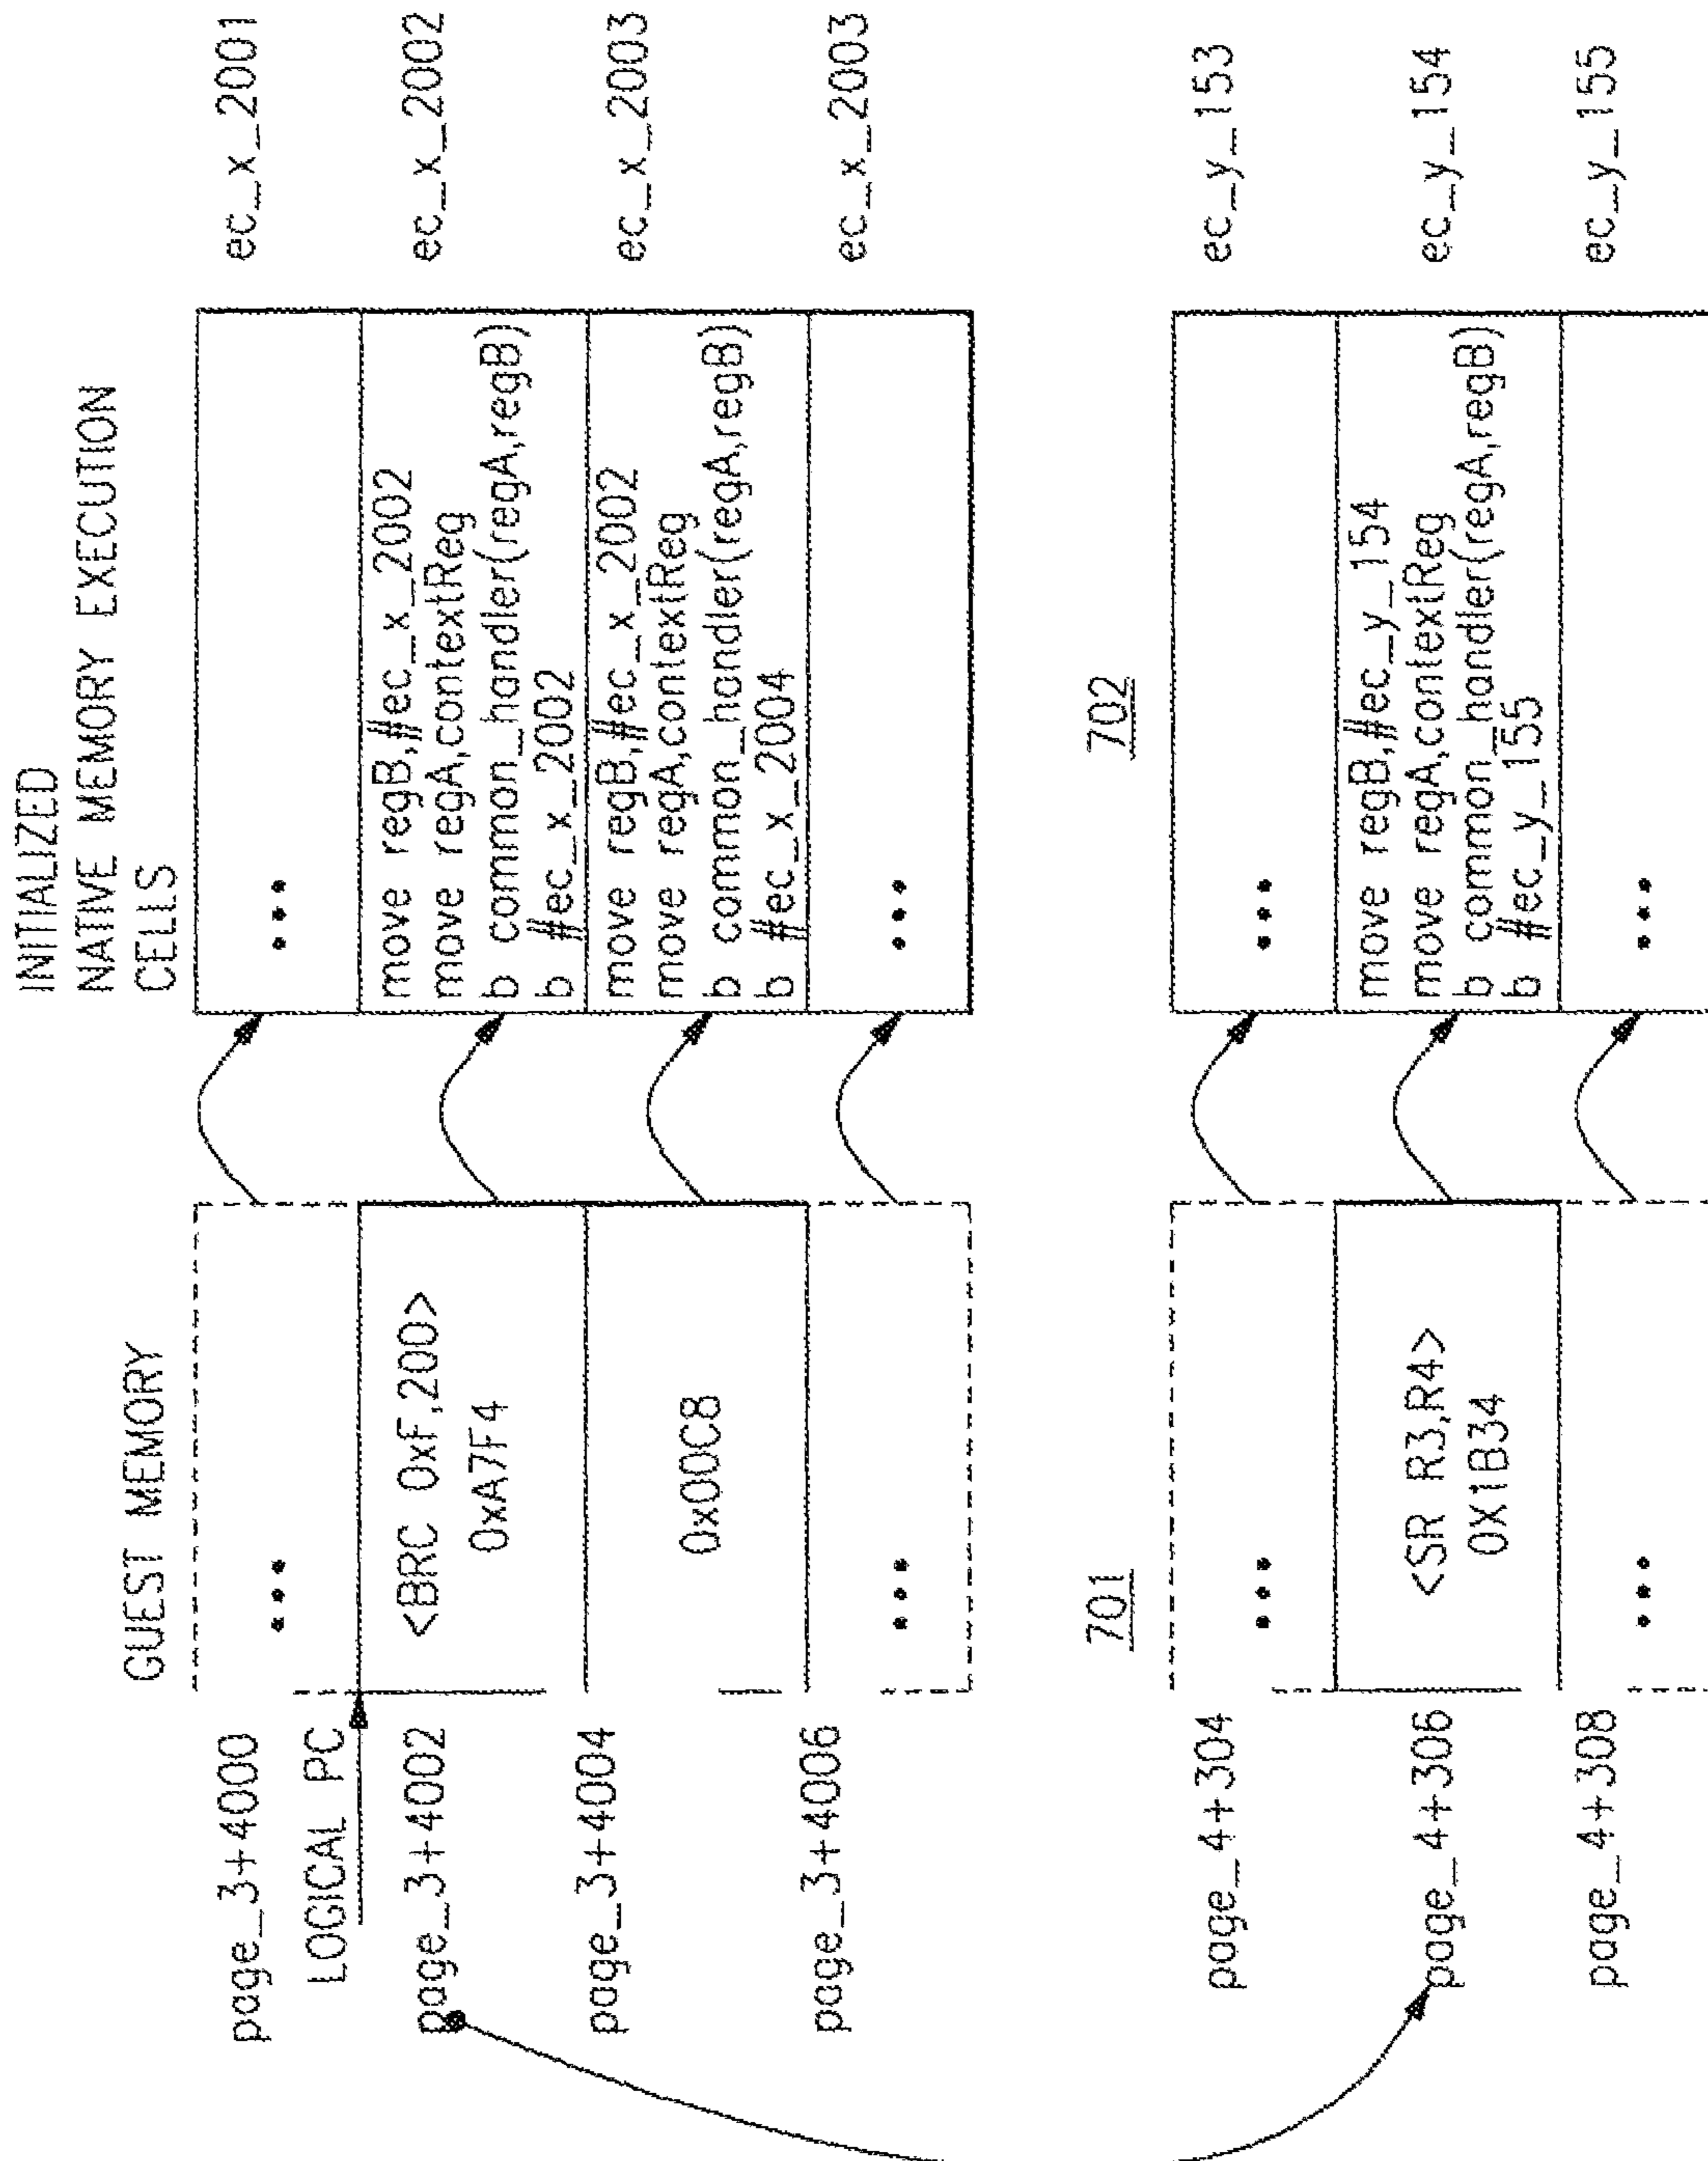 GUEST MEMORY
INITIALIZED
NATIVE MEMORY EXECUTION
CELLS
page_3+4000
•••
•••
ec_x_2001
LOGICAL PC
page_3+4002
<BRC 0xF,200>
0xA7F4
move regB,#ec_x_2002
move regA,contextReg
b common_handler(regA,regB)
b #ec_x_2002
ec_x_2002
page_3+4004
0x00C8
move regB,#ec_x_2002
move regA,contextReg
b common_handler(regA,regB)
b #ec_x_2004
ec_x_2003
page_3+4006
•••
•••
ec_x_2003
701
702
page_4+304
•••
•••
ec_y_153
page_4+306
<SR R3,R4>
0X1B34
move regB,#ec_y_154
move regA,contextReg
b common_handler(regA,regB)
b #ec_y_155
ec_y_154
page_4+308
•••
•••
ec_y_155